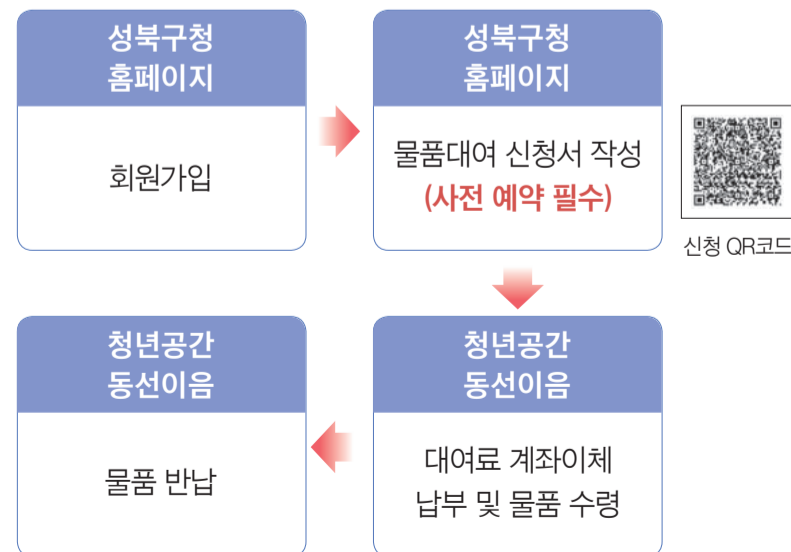 성북구청
홈페이지
회원가입
성북구청
홈페이지
물품대여 신청서 작성
(사전 예약 필수)
신청 QR코드
청년공간
동선이음
대여료 계좌이체
납부 및 물품 수령
청년공간
동선이음
물품 반납